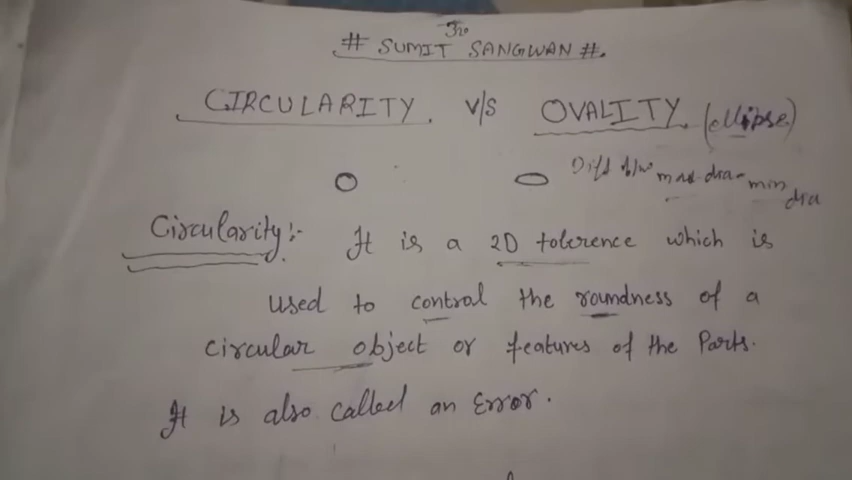 # SUMIT SANGWAN #.
CIRCULARITY. V/S OVALITY. (ellipse)
Diff b/w max dia - min dia
Circularity:- It is a 2D tolerence which is
used to control the roundness of a
circular object or features of the Parts.
It is also called an Error.